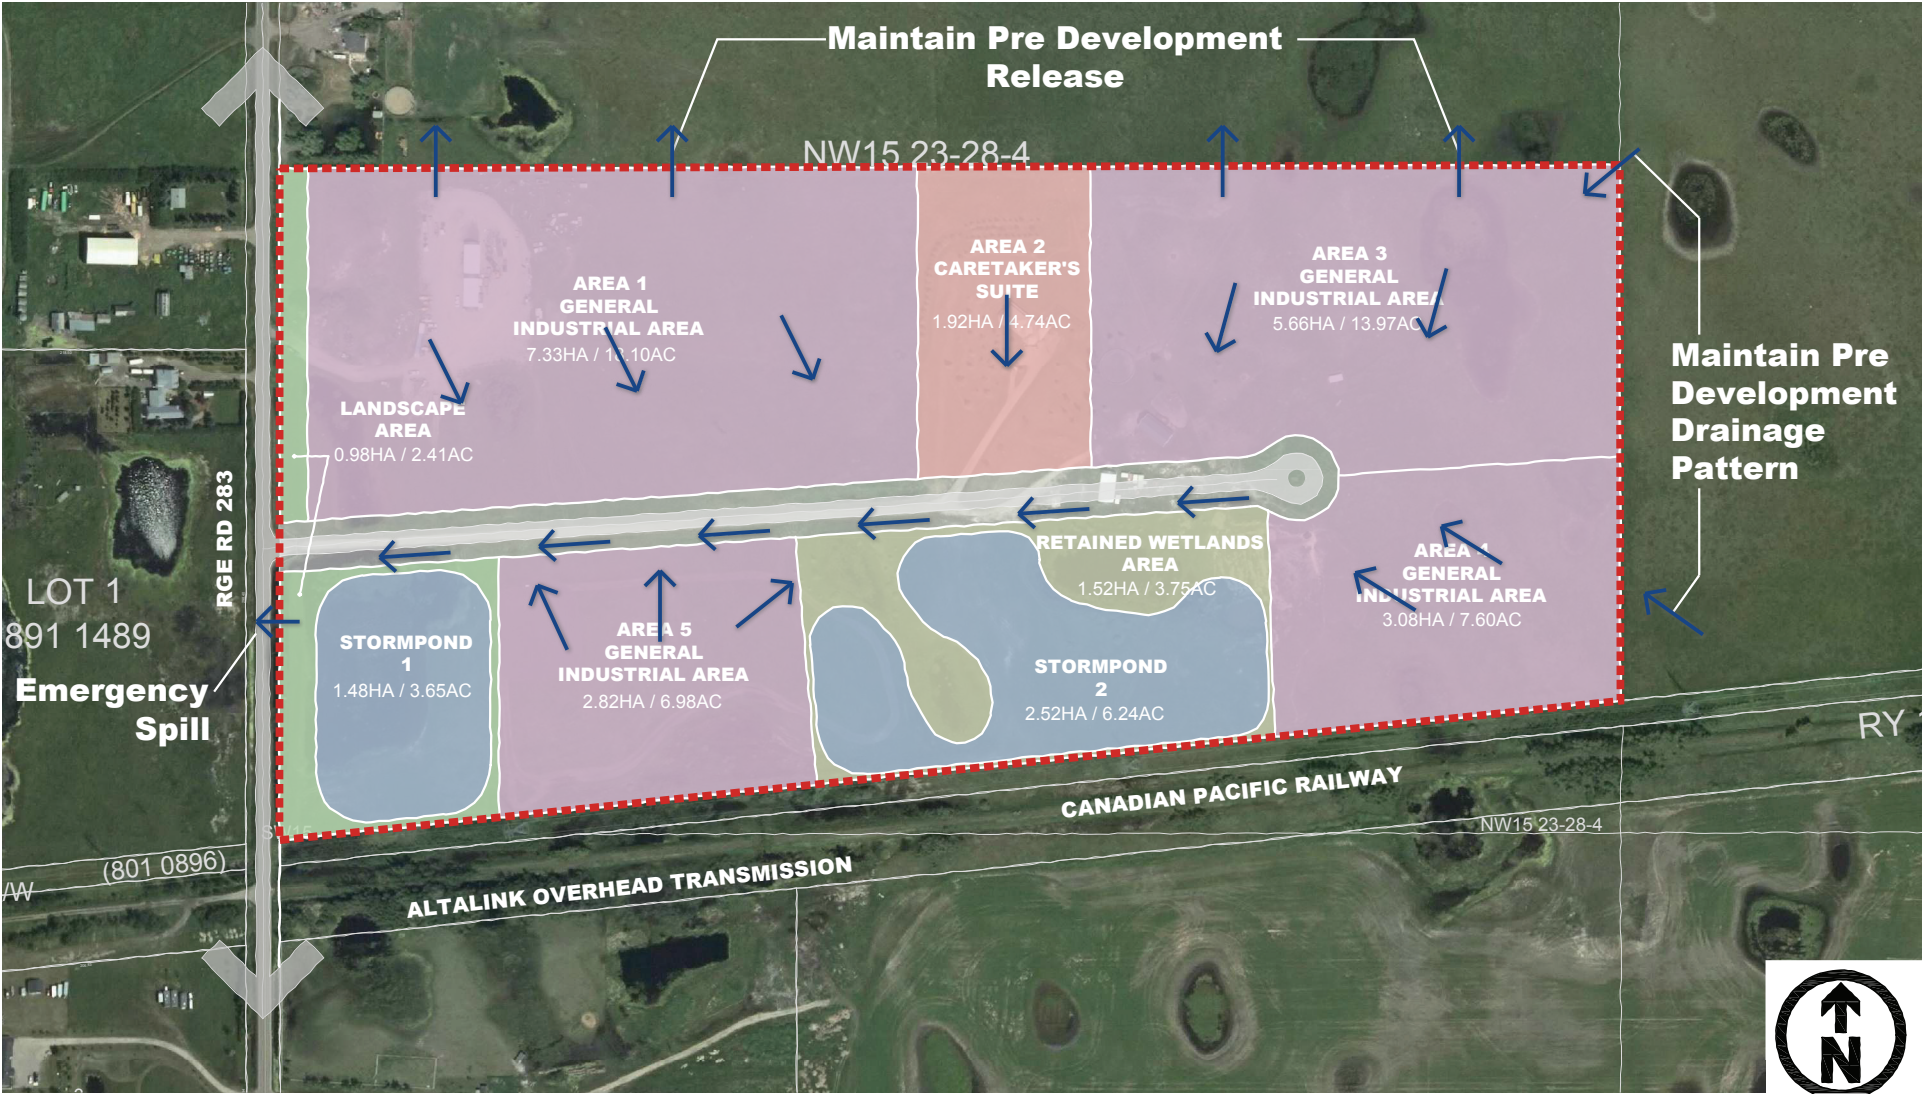 Maintain Pre Development
Release
NW15 23-28-4
AREA 1
GENERAL
INDUSTRIAL AREA
7.33HA / 18.10AC
AREA 2
CARETAKER'S
SUITE
1.92HA / 4.74AC
AREA 3
GENERAL
INDUSTRIAL AREA
5.66HA / 13.97AC
Maintain Pre
Development
Drainage
Pattern
LANDSCAPE
AREA
0.98HA / 2.41AC
RGE RD 283
LOT 1
891 1489
Emergency
Spill
STORMPOND
1
1.48HA / 3.65AC
AREA 5
GENERAL
INDUSTRIAL AREA
2.82HA / 6.98AC
RETAINED WETLANDS
AREA
1.52HA / 3.75AC
STORMPOND
2
2.52HA / 6.24AC
AREA 4
GENERAL
INDUSTRIAL AREA
3.08HA / 7.60AC
RY
CANADIAN PACIFIC RAILWAY
NW15 23-28-4
(801 0896)
/W
ALTALINK OVERHEAD TRANSMISSION
N